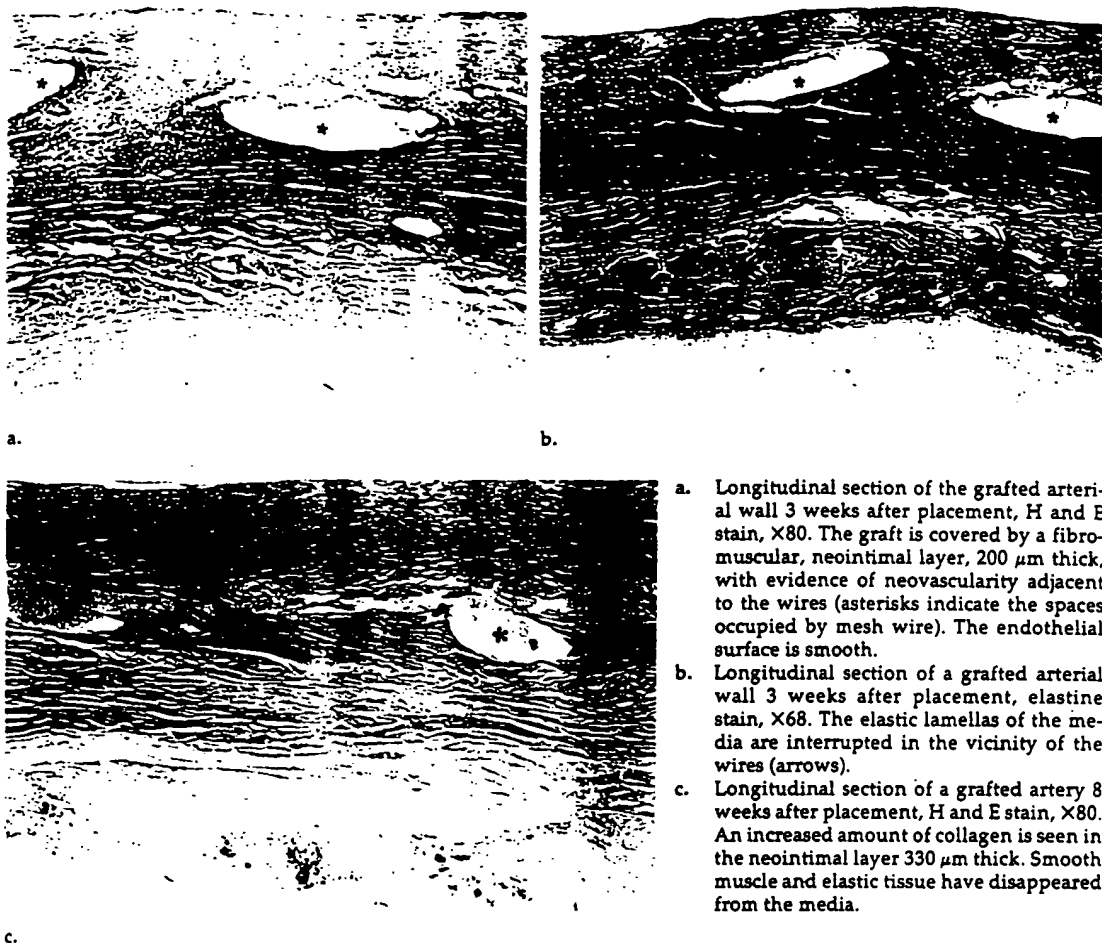 a.
b.
a. Longitudinal section of the grafted arteri-
al wall 3 weeks after placement, H and E
stain, ×80. The graft is covered by a fibro-
muscular, neointimal layer, 200 μm thick,
with evidence of neovascularity adjacent
to the wires (asterisks indicate the spaces
occupied by mesh wire). The endothelial
surface is smooth.
b. Longitudinal section of a grafted arterial
wall 3 weeks after placement, elastine
stain, ×68. The elastic lamellas of the me-
dia are interrupted in the vicinity of the
wires (arrows).
c. Longitudinal section of a grafted artery 8
weeks after placement, H and E stain, ×80.
An increased amount of collagen is seen in
the neointimal layer 330 μm thick. Smooth
muscle and elastic tissue have disappeared
from the media.
c.